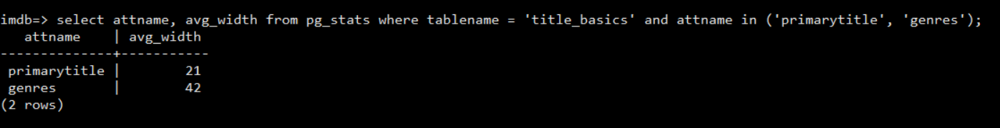 imdb=> select attname, avg_width from pg_stats where tablename = 'title_basics' and attname in ('primarytitle', 'genres');
   attname    | avg_width
--------------+-----------
 primarytitle |        21
 genres       |        42
(2 rows)